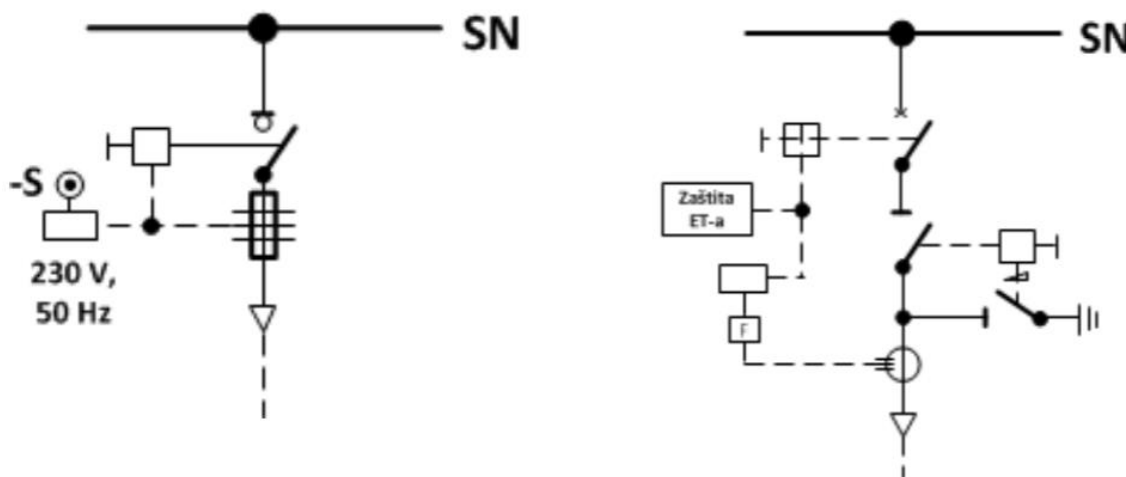 SN
-S
230 V,
50 Hz
SN
Zaštita
ET-a
F